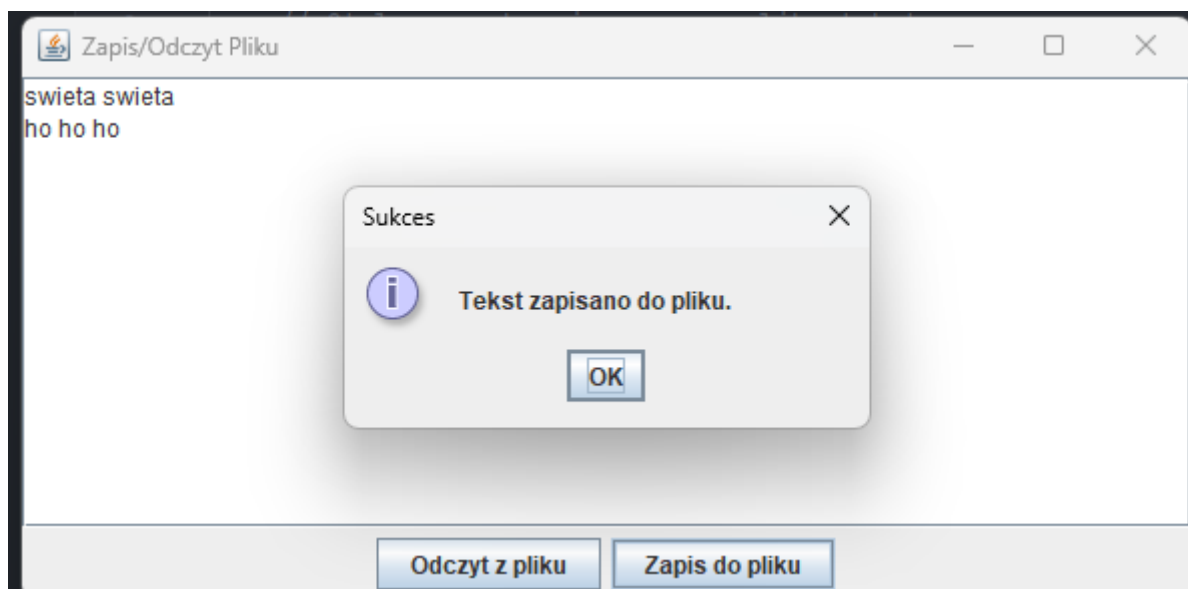 Zapis/Odczyt Pliku
swieta swieta
ho ho ho
Sukces
Tekst zapisano do pliku.
OK
Odczyt z pliku
Zapis do pliku